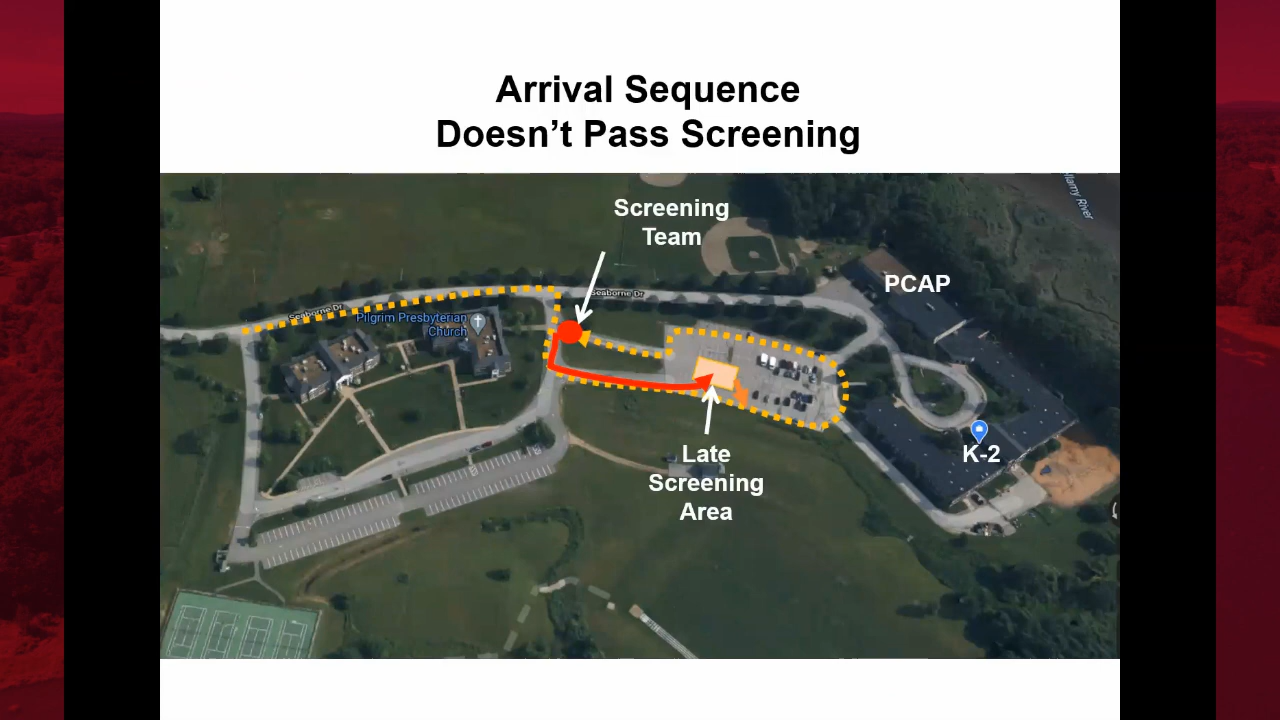 Arrival Sequence
Doesn't Pass Screening
Screening
Team
PCAP
Seaborne Dr
Seaborne Dr
Pilgrim Presbyterian
Church
K-2
Late
Screening
Area
River